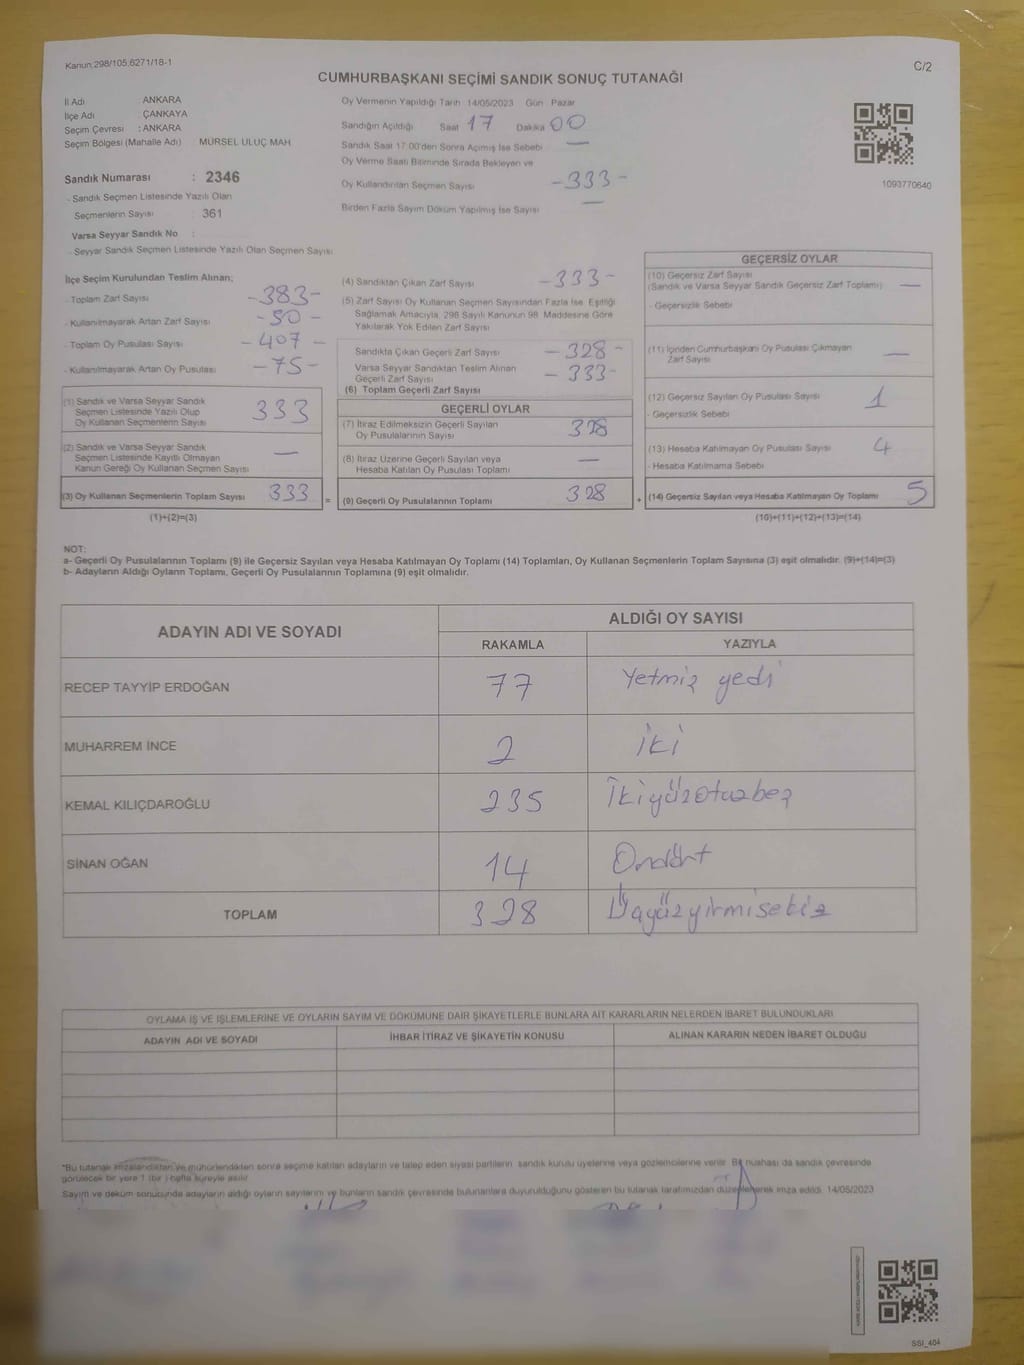 Kanun:298/105;6271/18-1
C/2
CUMHURBAŞKANI SEÇİMİ SANDIK SONUÇ TUTANAĞI
İl Adı ANKARA
İlçe Adı : ÇANKAYA
Seçim Çevresi : ANKARA
Seçim Bölgesi (Mahalle Adı) MÜRSEL ULUÇ MAH
Sandık Numarası : 2346
- Sandık Seçmen Listesinde Yazılı Olan
Seçmenlerin Sayısı : 361
Varsa Seyyar Sandık No :
- Seyyar Sandık Seçmen Listesinde Yazılı Olan Seçmen Sayısı:
Oy Vermenin Yapıldığı Tarih 14/05/2023 Gün Pazar
Sandığın Açıldığı Saat 17 Dakika 00
Sandık Saat 17:00'den Sonra Açımış İse Sebebi —
Oy Verme Saati Bitiminde Sırada Bekleyen ve
Oy Kullandırılan Seçmen Sayısı -333-
Birden Fazla Sayım Döküm Yapılmış İse Sayısı —
1093770640
İlçe Seçim Kurulundan Teslim Alınan;
- Toplam Zarf Sayısı -383-
- Kullanılmayarak Artan Zarf Sayısı -50-
- Toplam Oy Pusulası Sayısı -407-
- Kullanılmayarak Artan Oy Pusulası -75-
(1) Sandık ve Varsa Seyyar Sandık
Seçmen Listesinde Yazılı Olup
Oy Kullanan Seçmenlerin Sayısı 333
(2) Sandık ve Varsa Seyyar Sandık
Seçmen Listesinde Kayıtlı Olmayan
Kanun Gereği Oy Kullanan Seçmen Sayısı —
(3) Oy Kullanan Seçmenlerin Toplam Sayısı 333 =
(1)+(2)=(3)
(4) Sandıktan Çıkan Zarf Sayısı -333-
(5) Zarf Sayısı Oy Kullanan Seçmen Sayısından Fazla İse, Eşitliği
Sağlamak Amacıyla, 298 Sayılı Kanunun 98. Maddesine Göre
Yakılarak Yok Edilen Zarf Sayısı
Sandıkta Çıkan Geçerli Zarf Sayısı -328-
Varsa Seyyar Sandıktan Teslim Alınan
Geçerli Zarf Sayısı -333-
(6) Toplam Geçerli Zarf Sayısı
GEÇERLİ OYLAR
(7) İtiraz Edilmeksizin Geçerli Sayılan
Oy Pusulalarının Sayısı 328
(8) İtiraz Üzerine Geçerli Sayılan veya
Hesaba Katılan Oy Pusulası Toplamı —
(9) Geçerli Oy Pusulalarının Toplamı 328 +
GEÇERSİZ OYLAR
(10) Geçersiz Zarf Sayısı
(Sandık ve Varsa Seyyar Sandık Geçersiz Zarf Toplamı) —
- Geçersizlik Sebebi
(11) İçinden Cumhurbaşkanı Oy Pusulası Çıkmayan
Zarf Sayısı —
(12) Geçersiz Sayılan Oy Pusulası Sayısı 1
- Geçersizlik Sebebi
(13) Hesaba Katılmayan Oy Pusulası Sayısı 4
- Hesaba Katılmama Sebebi
(14) Geçersiz Sayılan veya Hesaba Katılmayan Oy Toplamı 5
(10)+(11)+(12)+(13)=(14)
NOT:
a- Geçerli Oy Pusulalarının Toplamı (9) ile Geçersiz Sayılan veya Hesaba Katılmayan Oy Toplamı (14) Toplamları, Oy Kullanan Seçmenlerin Toplam Sayısına (3) eşit olmalıdır. (9)+(14)=(3)
b- Adayların Aldığı Oyların Toplamı, Geçerli Oy Pusulalarının Toplamına (9) eşit olmalıdır.
ADAYIN ADI VE SOYADI
ALDIĞI OY SAYISI
RAKAMLA YAZIYLA
RECEP TAYYİP ERDOĞAN 77 Yetmiş yedi
MUHARREM İNCE 2 İki
KEMAL KILIÇDAROĞLU 235 İkiyüzotuzbeş
SİNAN OĞAN 14 Ondört
TOPLAM 328 Üçyüzyirmisekiz
OYLAMA İŞ VE İŞLEMLERİNE VE OYLARIN SAYIM VE DÖKÜMÜNE DAİR ŞİKAYETLERLE BUNLARA AİT KARARLARIN NELERDEN İBARET BULUNDUKLARI
ADAYIN ADI VE SOYADI İHBAR İTİRAZ VE ŞİKAYETİN KONUSU ALINAN KARARIN NEDEN İBARET OLDUĞU
*Bu tutanak imzalandıktan ve mühürlendikten sonra seçime katılan adayların ve talep eden siyasi partilerin sandık kurulu üyelerine veya gözlemcilerine verilir. Bir nüshası da sandık çevresinde
görülecek bir yere 1 (bir) hafta süreyle asılır.
Sayım ve döküm sonucunda adayların aldığı oyların sayılarını ve bunların sandık çevresinde bulunanlara duyurulduğunu gösteren bu tutanak tarafımızdan düzenlenerek imza edildi. 14/05/2023
SSI_404